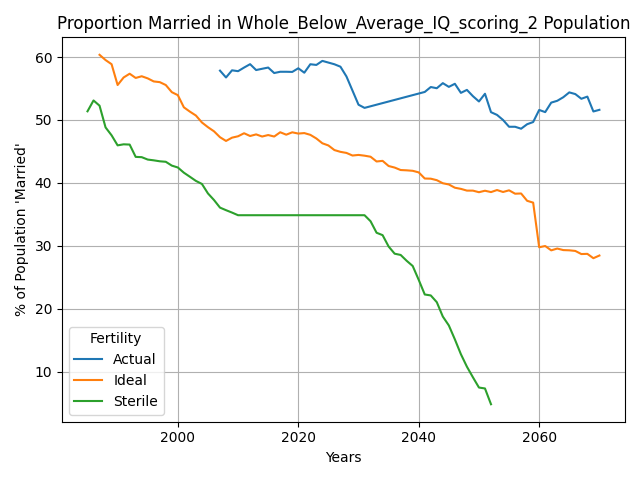 Proportion Married in Whole_Below_Average_IQ_scoring_2 Population
% of Population 'Married'
60
50
40
30
20
10
Fertility
Actual
Ideal
Sterile
2000 2020 2040 2060
Years